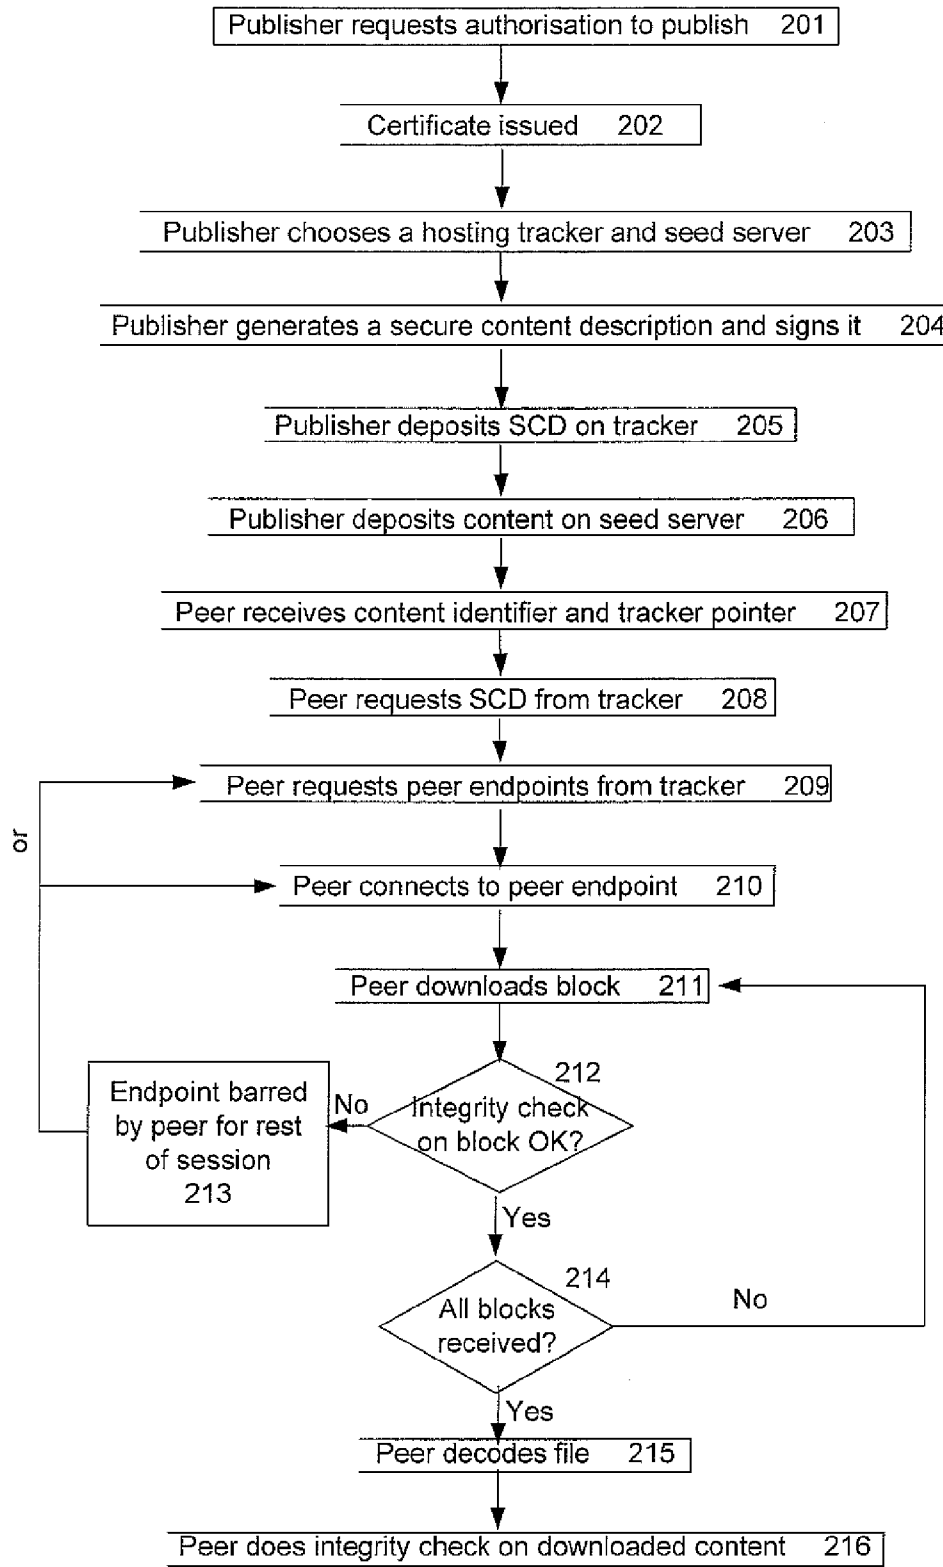 Publisher requests authorisation to publish 201
Certificate issued 202
Publisher chooses a hosting tracker and seed server 203
Publisher generates a secure content description and signs it 204
Publisher deposits SCD on tracker 205
Publisher deposits content on seed server 206
Peer receives content identifier and tracker pointer 207
Peer requests SCD from tracker 208
Peer requests peer endpoints from tracker 209
or
Peer connects to peer endpoint 210
Peer downloads block 211
212
Integrity check
on block OK?
No
Endpoint barred
by peer for rest
of session
213
Yes
214
All blocks
received?
No
Yes
Peer decodes file 215
Peer does integrity check on downloaded content 216